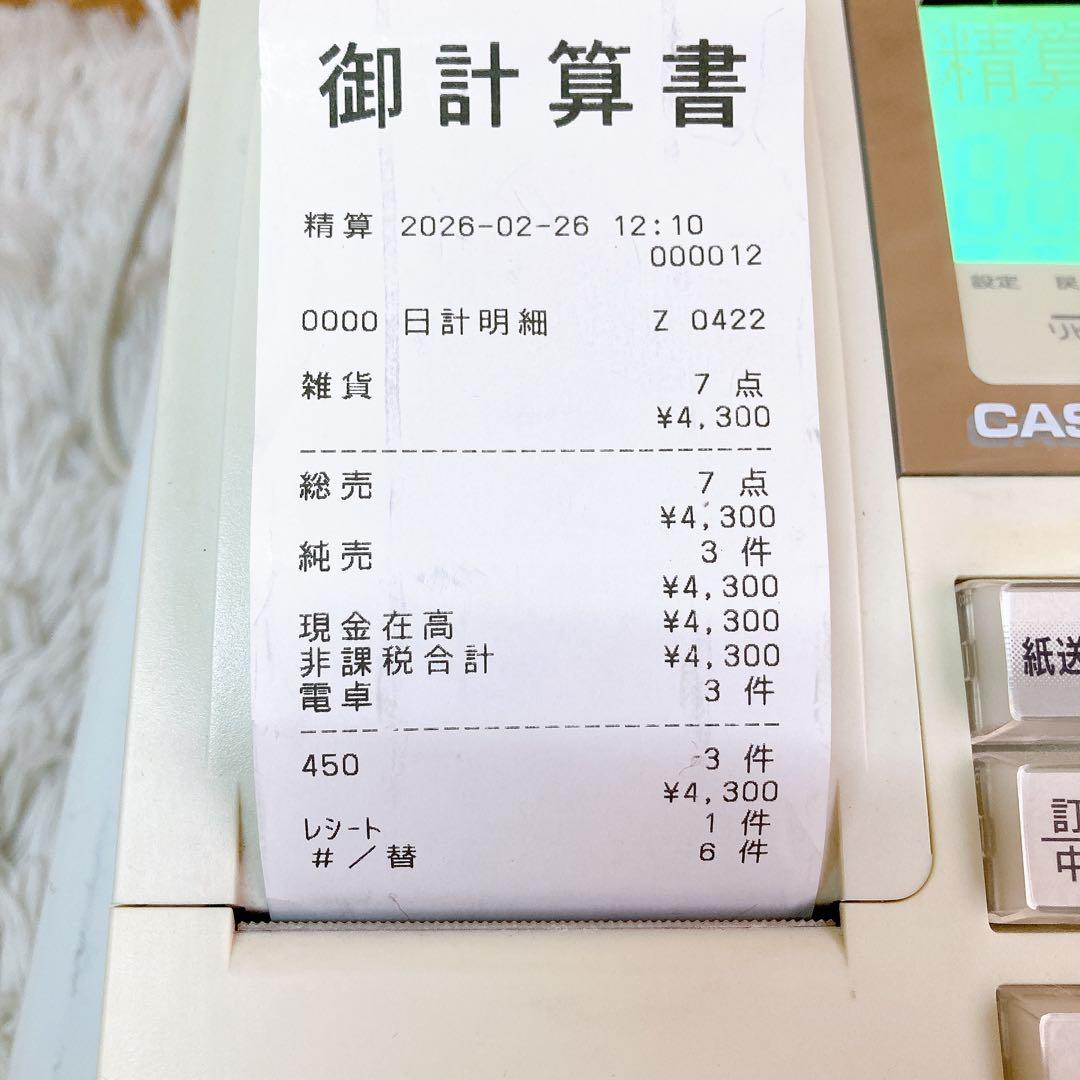 御計算書
精算 2026-02-26 12:10
000012
0000 日計明細 Z 0422
雑貨 7 点
¥4,300
総売 7 点
¥4,300
純売 3 件
¥4,300
現金在高 ¥4,300
非課税合計 ¥4,300
電卓 3 件
450 3 件
¥4,300
レシート 1 件
#/替 6 件
精算
設定
CAS
紙送
訂
中